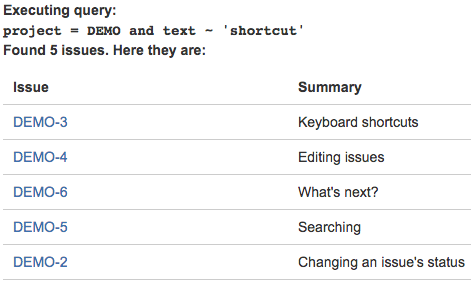 Executing query:
project = DEMO and text ~ 'shortcut'
Found 5 issues. Here they are:
Issue Summary
DEMO-3 Keyboard shortcuts
DEMO-4 Editing issues
DEMO-6 What's next?
DEMO-5 Searching
DEMO-2 Changing an issue's status